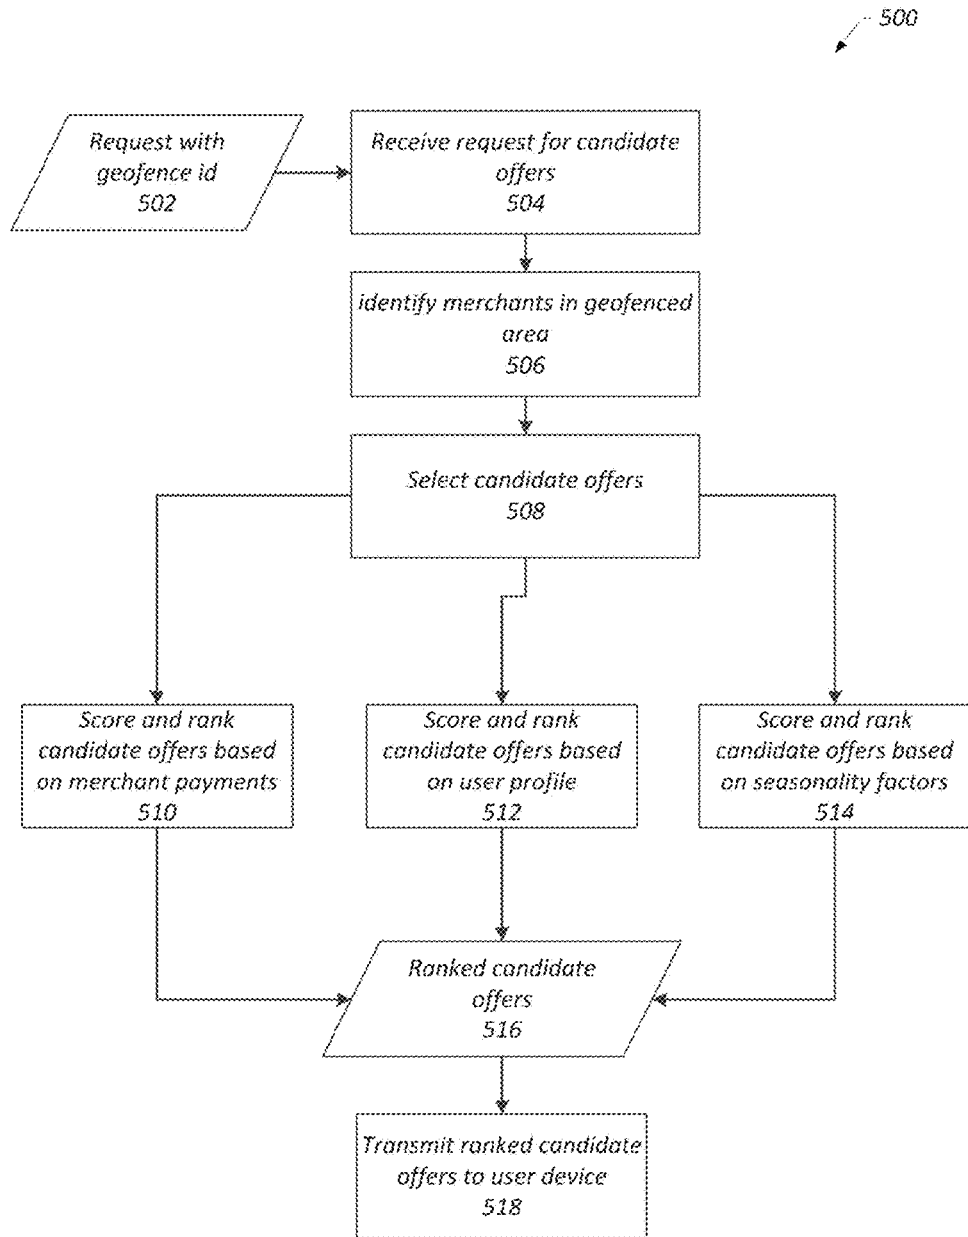 500
Request with
geofence id
502
Receive request for candidate
offers
504
identify merchants in geofenced
area
506
Select candidate offers
508
Score and rank
candidate offers based
on merchant payments
510
Score and rank
candidate offers based
on user profile
512
Score and rank
candidate offers based
on seasonality factors
514
Ranked candidate
offers
516
Transmit ranked candidate
offers to user device
518